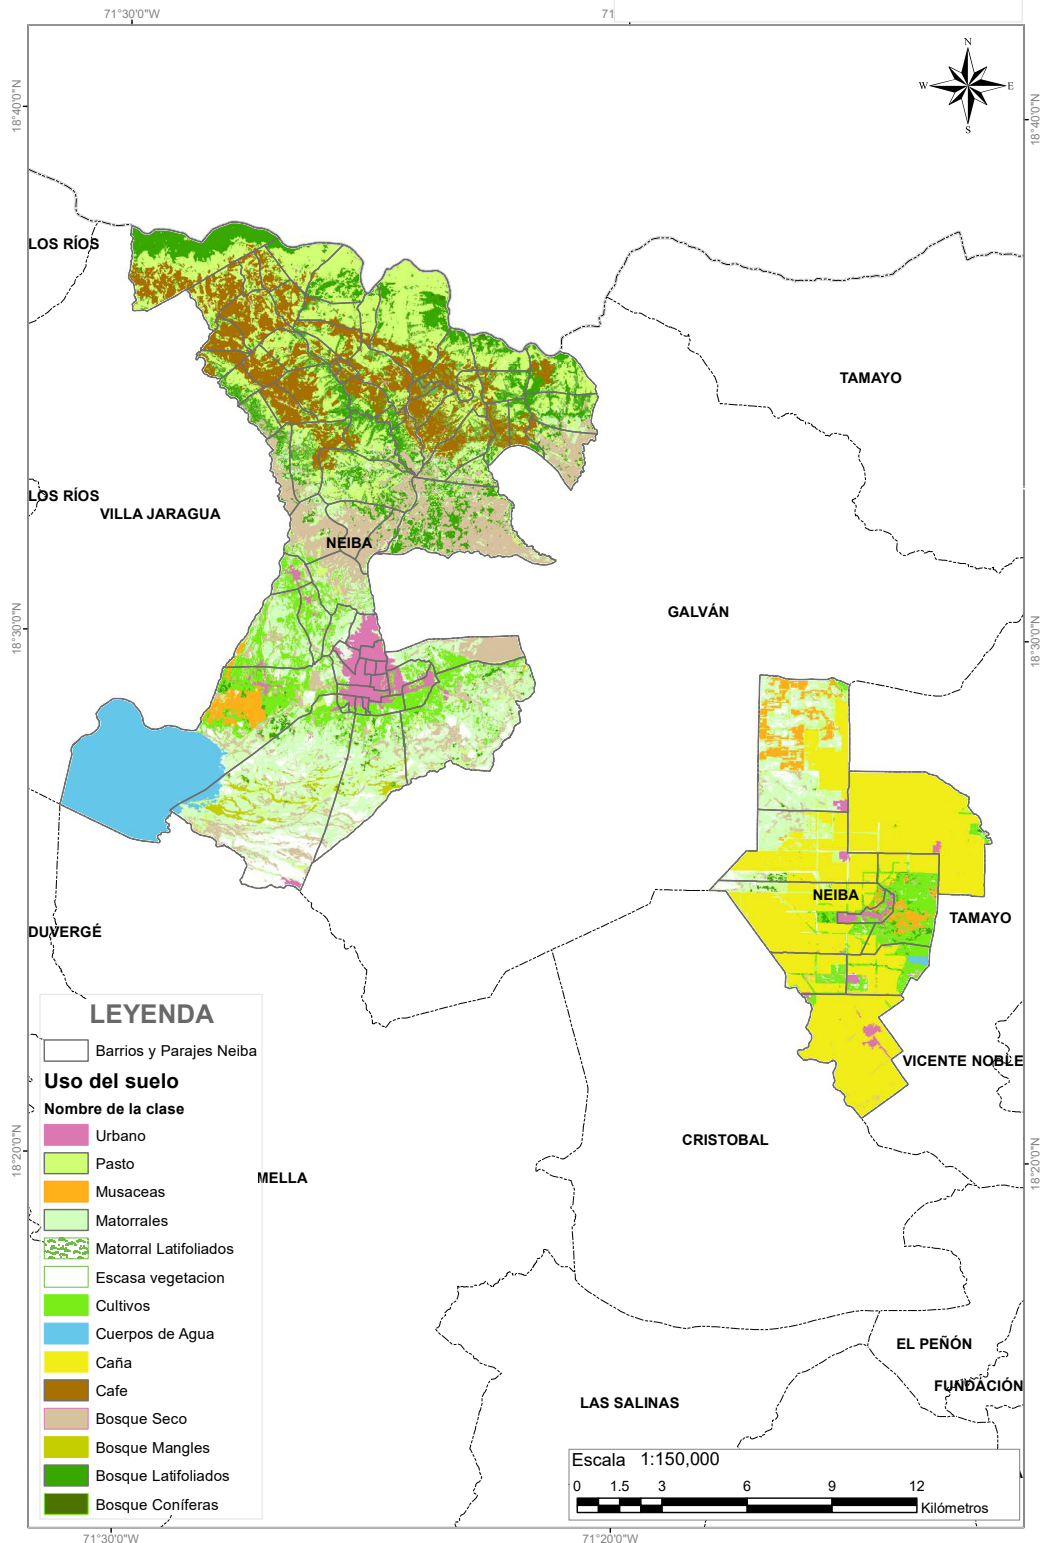 71°30'0"W
71
N
W
E
S
18°40'0"N
18°40'0"N
LOS RÍOS
TAMAYO
LOS RÍOS
VILLA JARAGUA
NEIBA
GALVÁN
18°30'0"N
18°30'0"N
NEIBA
TAMAYO
DUVERGÉ
VICENTE NOBLE
CRISTOBAL
MELLA
18°20'0"N
18°20'0"N
EL PEÑÓN
FUNDACIÓN
LAS SALINAS
LEYENDA
Barrios y Parajes Neiba
Uso del suelo
Nombre de la clase
Urbano
Pasto
Musaceas
Matorrales
Matorral Latifoliados
Escasa vegetacion
Cultivos
Cuerpos de Agua
Caña
Cafe
Bosque Seco
Bosque Mangles
Bosque Latifoliados
Bosque Coníferas
Escala 1:150,000
0 1.5 3 6 9 12
Kilómetros
71°30'0"W
71°20'0"W